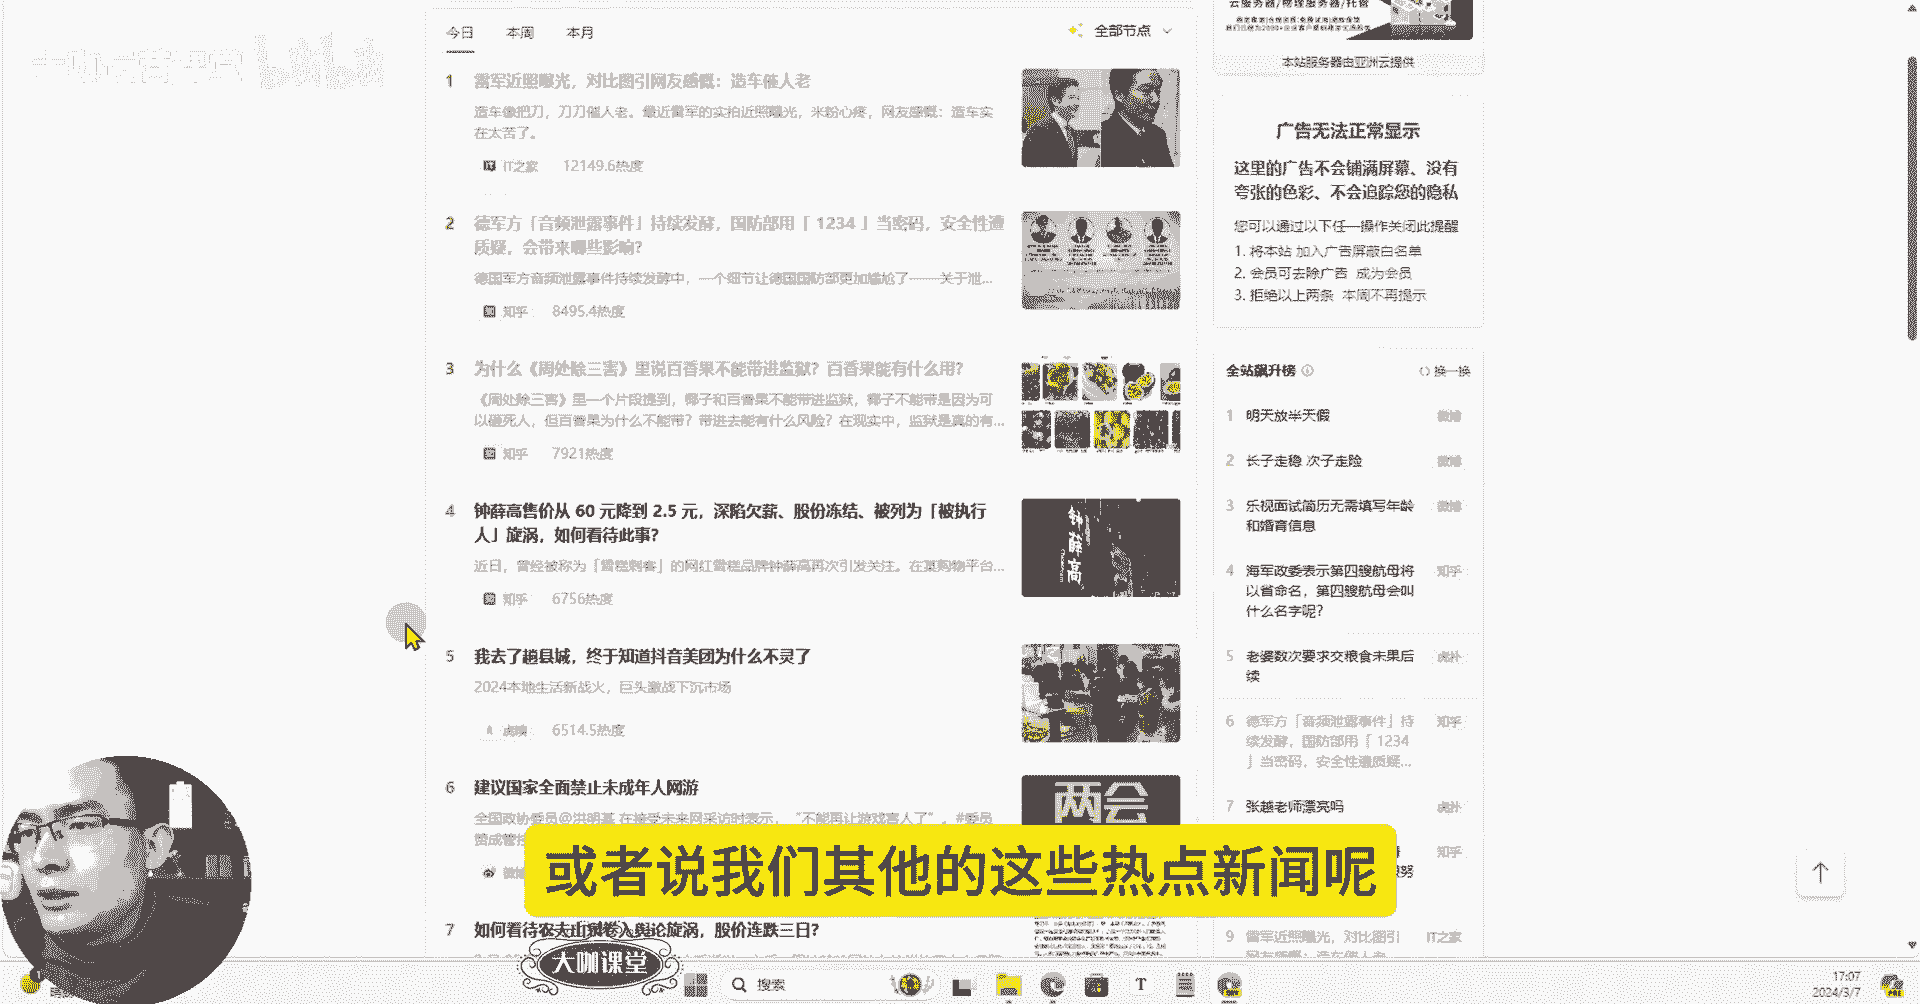 今日 本周 本月
全部节点
1 雷军近照曝光，对比图引网友感慨：造车催人老
造车像把刀，刀刀催人老。最近雷军的实拍近照曝光，米粉心疼，网友感慨：造车实
在太苦了。
IT之家 12149.6热度
2 德军方「音频泄露事件」持续发酵，国防部用「 1234 」当密码，安全性遭
质疑，会带来哪些影响？
德国军方音频泄露事件持续发酵中，一个细节让德国国防部更加尴尬了——关于泄...
知乎 8495.4热度
3 为什么《周处除三害》里说百香果不能带进监狱？百香果能有什么用？
《周处除三害》里一个片段提到，椰子和百香果不能带进监狱，椰子不能带是因为可
以砸死人，但百香果为什么不能带？带进去能有什么风险？在现实中，监狱是真的有...
知乎 7921热度
4 钟薛高售价从 60 元降到 2.5 元，深陷欠薪、股份冻结、被列为「被执行
人」旋涡，如何看待此事？
近日，曾经被称为「雪糕刺客」的网红雪糕品牌钟薛高再次引发关注。在某购物平台...
知乎 6756热度
钟薛高
5 我去了趟县城，终于知道抖音美团为什么不灵了
2024本地生活新战火，巨头激战下沉市场
虎嗅 6514.5热度
6 建议国家全面禁止未成年人网游
全国政协委员@洪明基 在接受未来网采访时表示，“不能再让游戏害人了”，#委员
两会
7 如何看待农夫山泉卷入舆论旋涡，股价连跌三日？
云服务器/物理服务器/托管
本站服务器由亚洲云提供
广告无法正常显示
这里的广告不会铺满屏幕、没有
夸张的色彩、不会追踪您的隐私
您可以通过以下任一操作关闭此提醒
1. 将本站 加入广告屏蔽白名单
2. 会员可去除广告 成为会员
3. 拒绝以上两条 本周不再提示
全站飙升榜 换一换
1 明天放半天假 微博
2 长子走稳 次子走险 微博
3 乐视面试简历无需填写年龄 微博
和婚育信息
4 海军政委表示第四艘航母将 知乎
以省命名，第四艘航母会叫
什么名字呢？
5 老婆数次要求交粮食未果后 虎扑
续
6 德军方「音频泄露事件」持 知乎
续发酵，国防部用「 1234
」当密码，安全性遭质疑...
7 张越老师漂亮吗 虎扑
知乎
9 雷军近照曝光，对比图引 IT之家
网友感慨：造车催人老
或者说我们其他的这些热点新闻呢
大咖课堂
搜索
17:07
2024/3/7